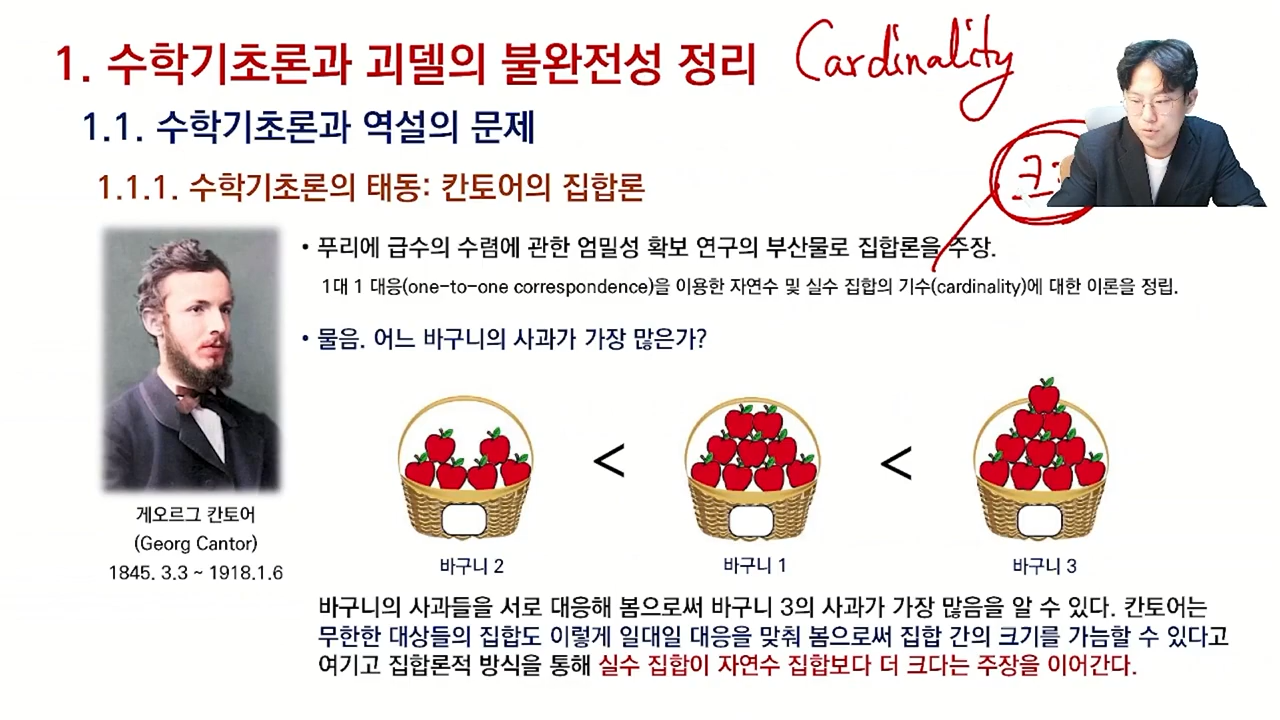 1. 수학기초론과 괴델의 불완전성 정리
Cardinality
1.1. 수학기초론과 역설의 문제
1.1.1. 수학기초론의 태동: 칸토어의 집합론
• 푸리에 급수의 수렴에 관한 엄밀성 확보 연구의 부산물로 집합론을 주장.
1대 1 대응(one-to-one correspondence)을 이용한 자연수 및 실수 집합의 기수(cardinality)에 대한 이론을 정립.
• 물음. 어느 바구니의 사과가 가장 많은가?
< <
게오르그 칸토어
(Georg Cantor)
1845. 3.3 ~ 1918.1.6
바구니 2 바구니 1 바구니 3
바구니의 사과들을 서로 대응해 봄으로써 바구니 3의 사과가 가장 많음을 알 수 있다. 칸토어는
무한한 대상들의 집합도 이렇게 일대일 대응을 맞춰 봄으로써 집합 간의 크기를 가늠할 수 있다고
여기고 집합론적 방식을 통해 실수 집합이 자연수 집합보다 더 크다는 주장을 이어간다.